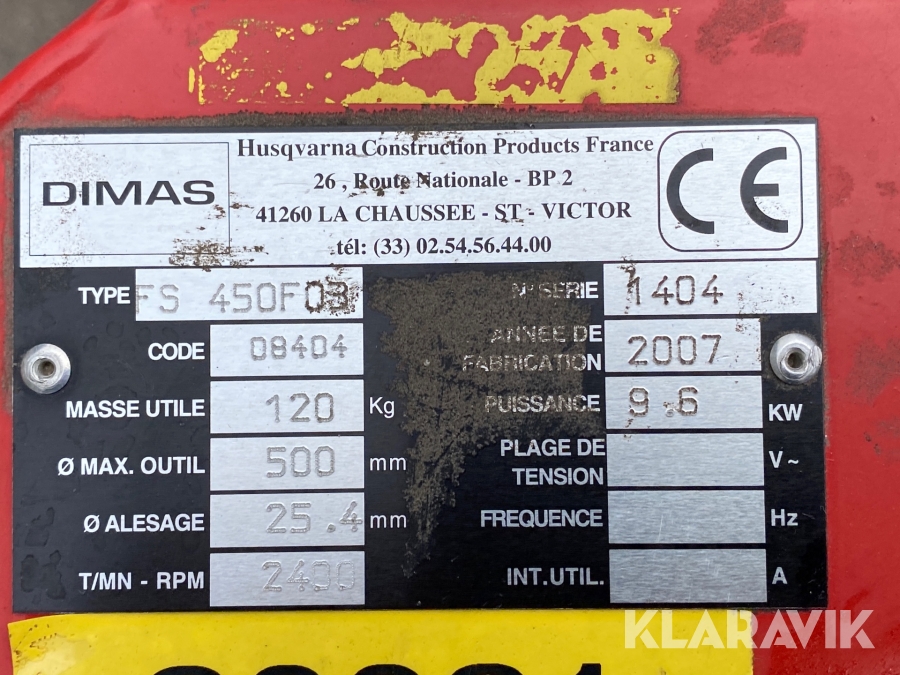 DIMAS
Husqvarna Construction Products France
26 , Route Nationale - BP 2
41260 LA CHAUSSEE - ST - VICTOR
tél: (33) 02.54.56.44.00
CE
TYPE FS 450F03
N° SERIE 1404
CODE 08404
ANNEE DE FABRICATION 2007
MASSE UTILE 120 Kg
PUISSANCE 9.6 KW
Ø MAX. OUTIL 500 mm
PLAGE DE TENSION V~
Ø ALESAGE 25.4 mm
FREQUENCE Hz
T/MN - RPM 2400
INT. UTIL. A
KLARAVIK